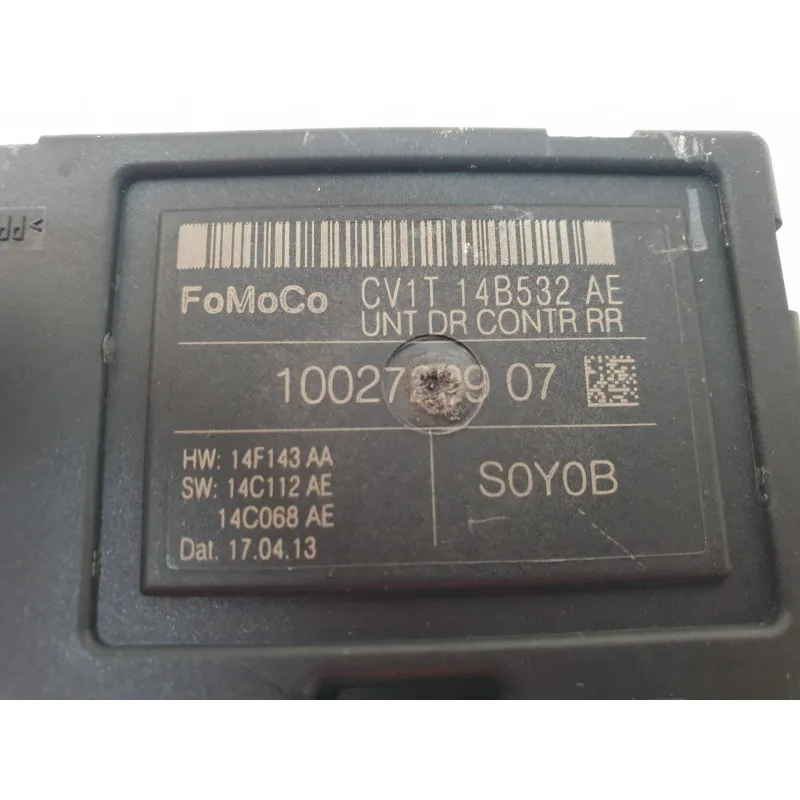 FoMoCo CV1T 14B532 AE
UNT DR CONTR RR
07
HW: 14F143 AA
SW: 14C112 AE
14C068 AE
Dat: 17.04.13
S0Y0B